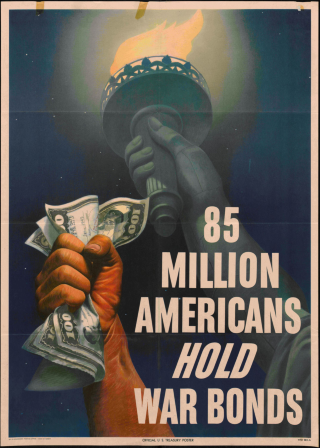 85
MILLION
AMERICANS
HOLD
WAR BONDS
OFFICIAL U.S. TREASURY POSTER